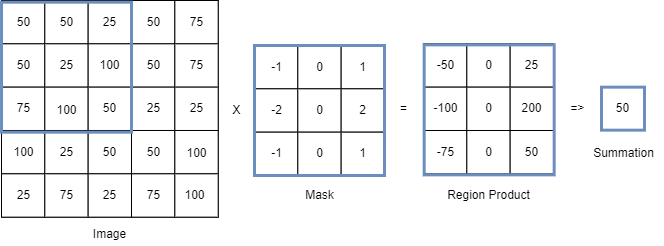 50 50 25 50 75
50 25 100 50 75
75 100 50 25 25
100 25 50 50 100
25 75 25 75 100
Image
X
-1 0 1
-2 0 2
-1 0 1
Mask
=
-50 0 25
-100 0 200
-75 0 50
Region Product
=>
50
Summation